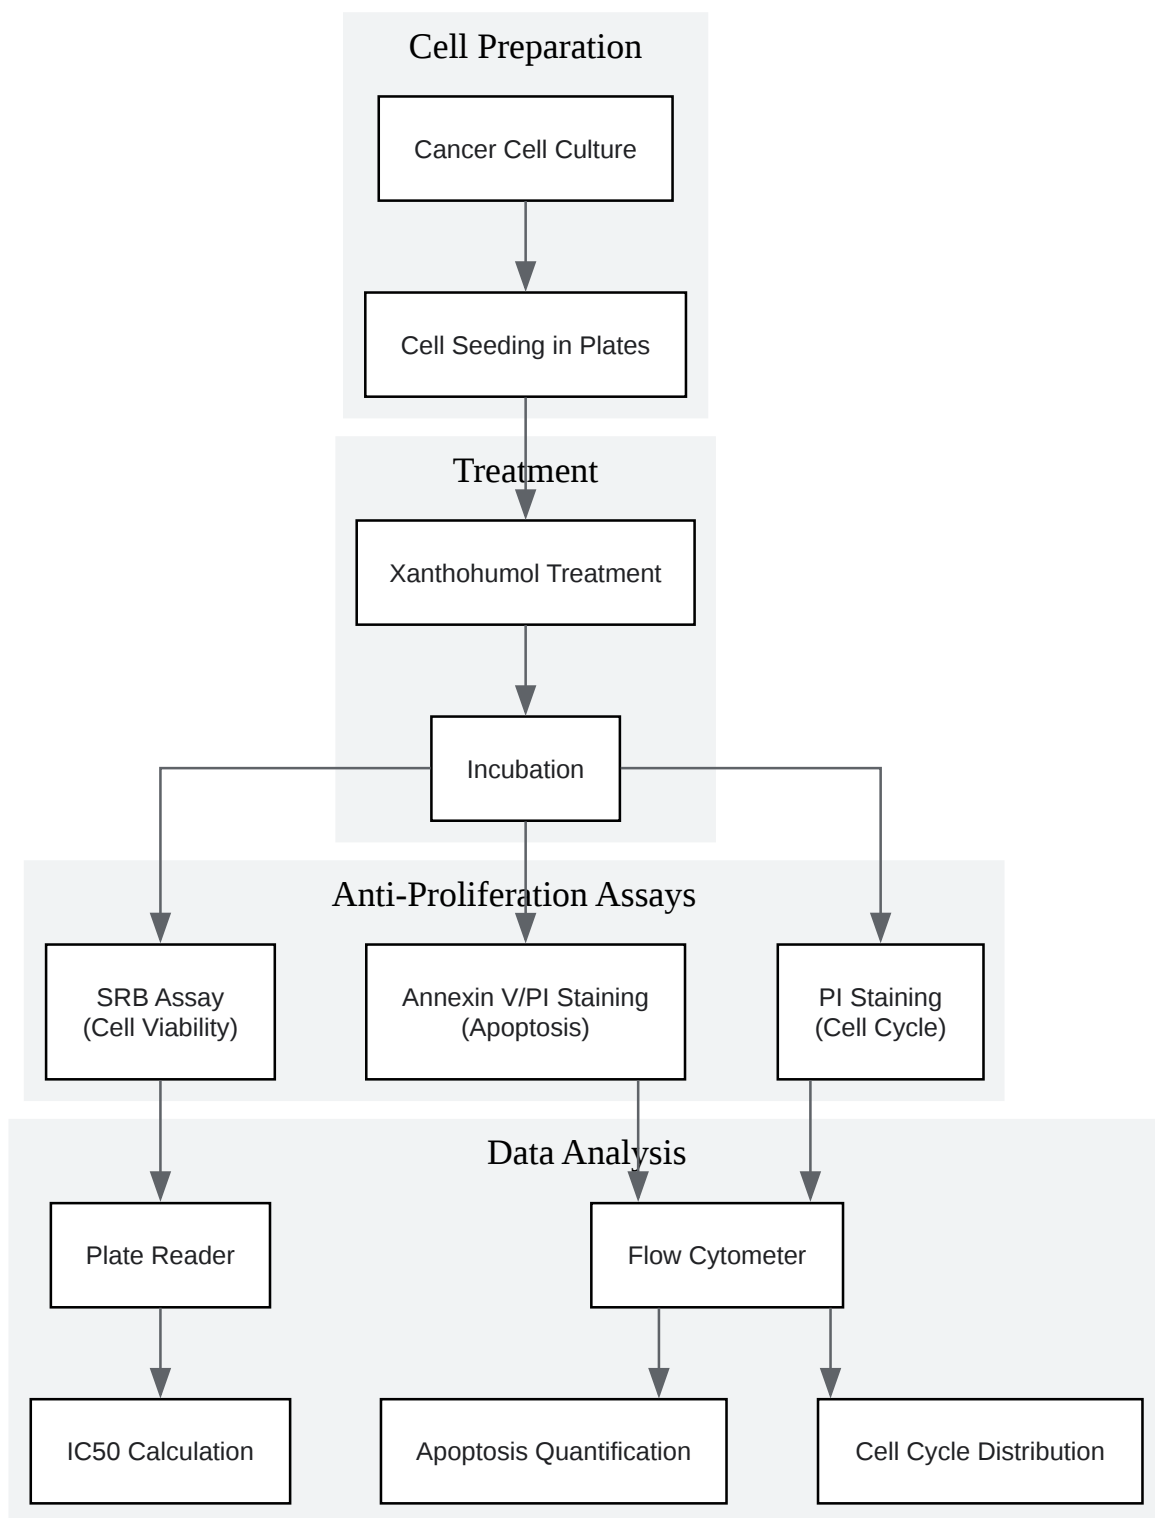 Cell Preparation
Cancer Cell Culture
Cell Seeding in Plates
Treatment
Xanthohumol Treatment
Incubation
Anti-Proliferation Assays
SRB Assay
(Cell Viability)
Annexin V/PI Staining
(Apoptosis)
PI Staining
(Cell Cycle)
Data Analysis
Plate Reader
Flow Cytometer
IC50 Calculation
Apoptosis Quantification
Cell Cycle Distribution